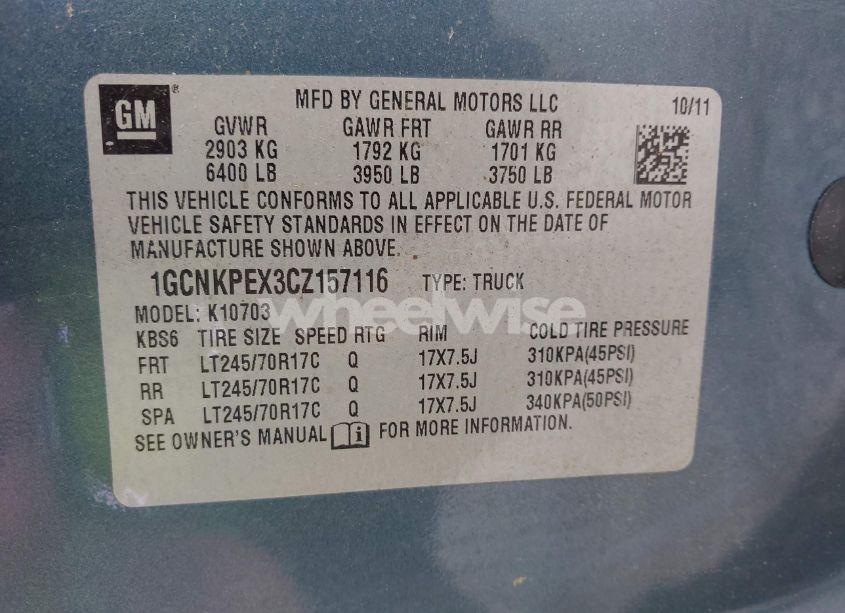 GM®
MFD BY GENERAL MOTORS LLC 10/11
GVWR GAWR FRT GAWR RR
2903 KG 1792 KG 1701 KG
6400 LB 3950 LB 3750 LB
THIS VEHICLE CONFORMS TO ALL APPLICABLE U.S. FEDERAL MOTOR
VEHICLE SAFETY STANDARDS IN EFFECT ON THE DATE OF
MANUFACTURE SHOWN ABOVE.
1GCNKPEX3CZ157116 TYPE: TRUCK
MODEL: K10703
wheelwise
KBS6 TIRE SIZE SPEED RTG RIM COLD TIRE PRESSURE
FRT LT245/70R17C Q 17X7.5J 310KPA(45PSI)
RR LT245/70R17C Q 17X7.5J 310KPA(45PSI)
SPA LT245/70R17C Q 17X7.5J 340KPA(50PSI)
SEE OWNER'S MANUAL i FOR MORE INFORMATION.